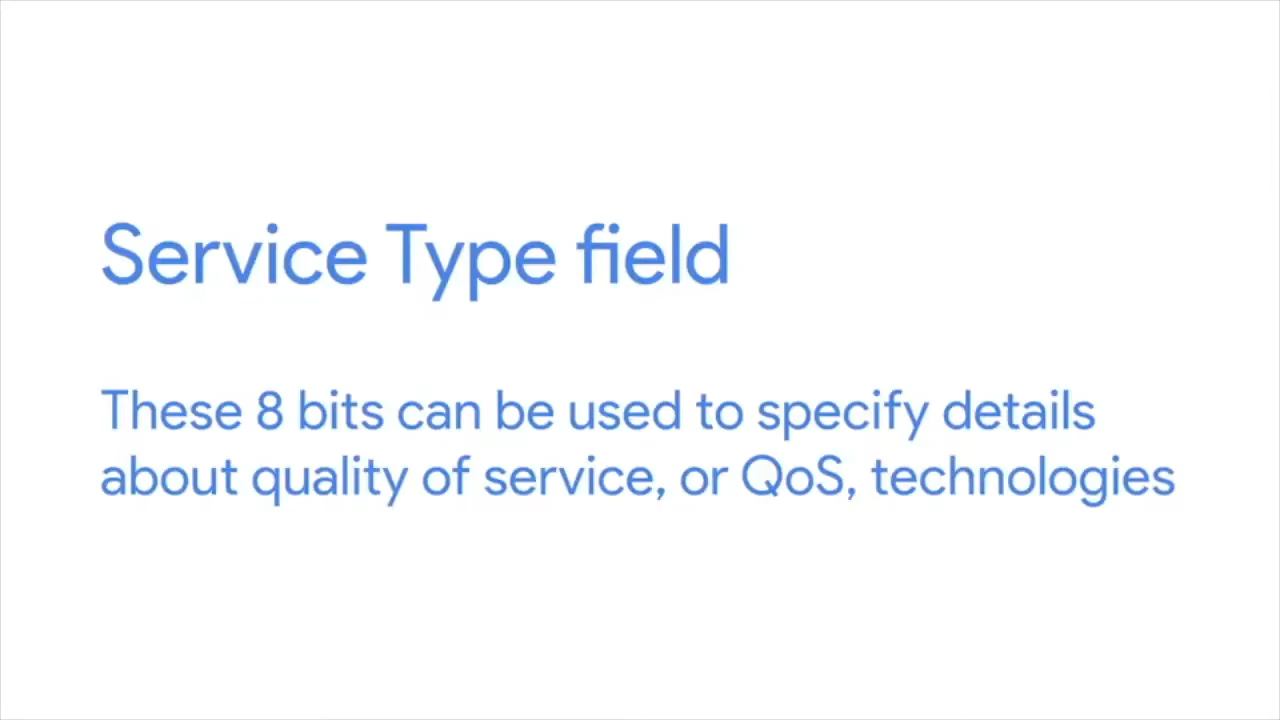 Service Type field
These 8 bits can be used to specify details
about quality of service, or QoS, technologies